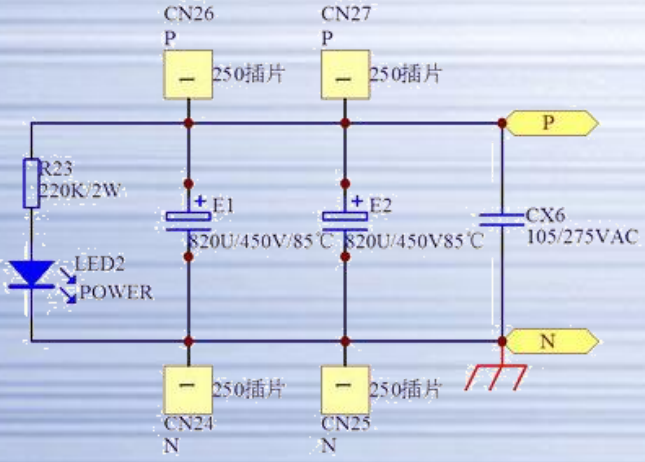 CN26
P
250插片
CN27
P
250插片
P
R23
220K/2W
E1
820U/450V/85℃
E2
820U/450V85℃
CX6
105/275VAC
LED2
POWER
N
250插片
CN24
N
250插片
CN25
N